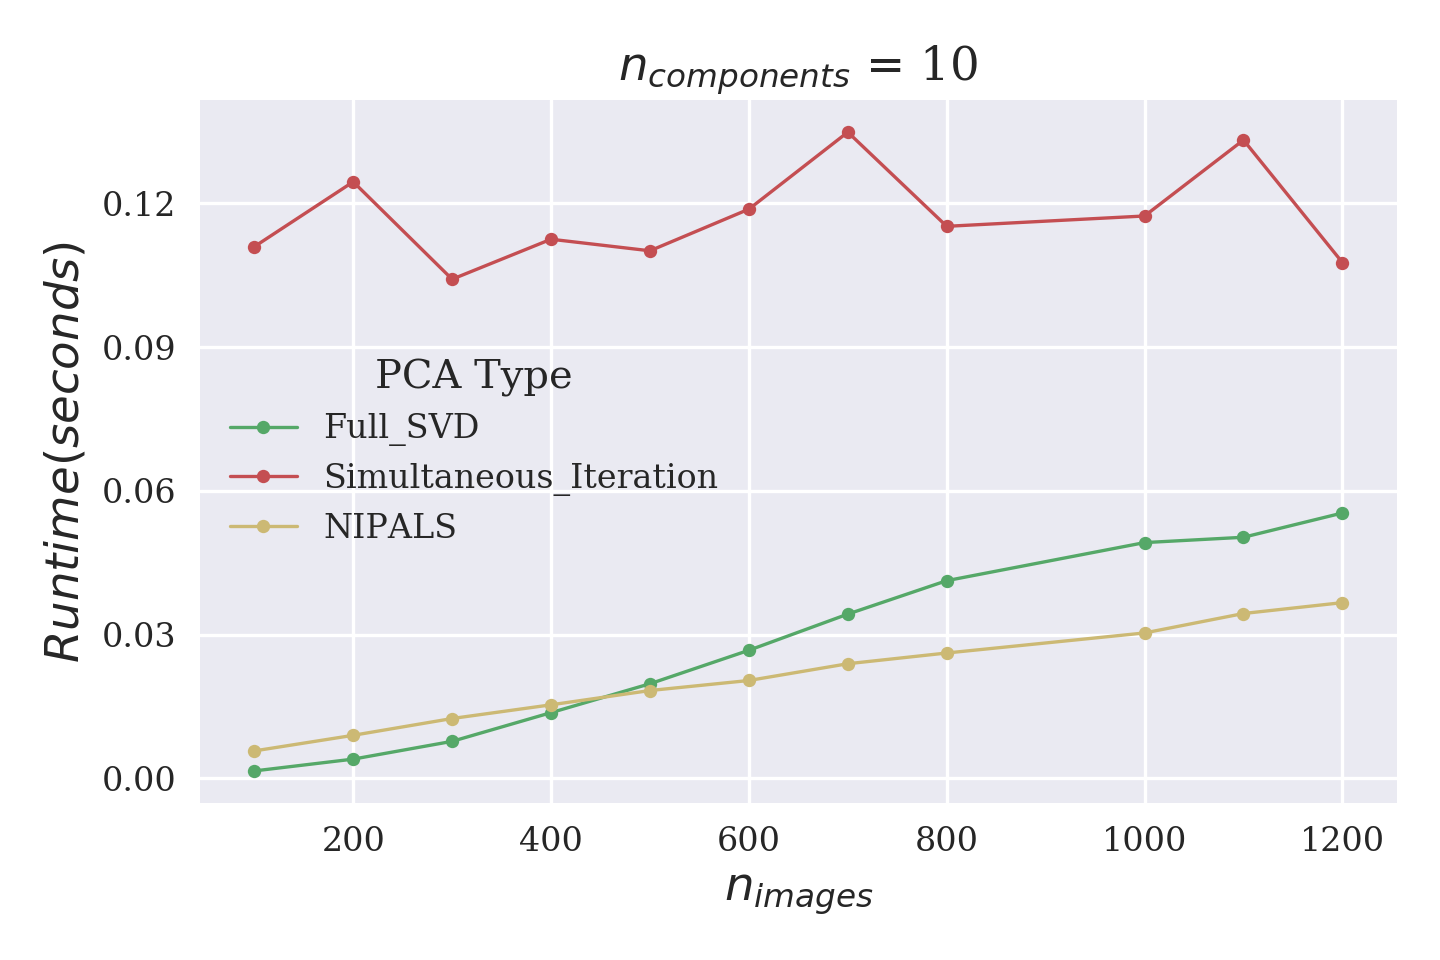 n_components = 10
Runtime(seconds)
0.12
0.09
0.06
0.03
0.00
PCA Type
Full_SVD
Simultaneous_Iteration
NIPALS
200 400 600 800 1000 1200
n_images